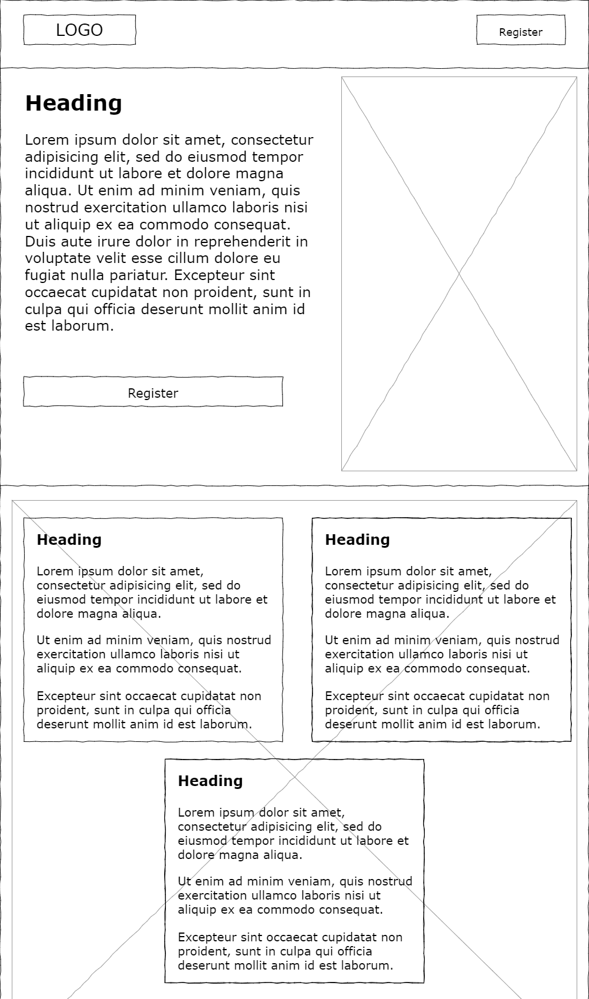 LOGO
Register
Heading
Lorem ipsum dolor sit amet, consectetur
adipisicing elit, sed do eiusmod tempor
incididunt ut labore et dolore magna
aliqua. Ut enim ad minim veniam, quis
nostrud exercitation ullamco laboris nisi
ut aliquip ex ea commodo consequat.
Duis aute irure dolor in reprehenderit in
voluptate velit esse cillum dolore eu
fugiat nulla pariatur. Excepteur sint
occaecat cupidatat non proident, sunt in
culpa qui officia deserunt mollit anim id
est laborum.
Register
Heading
Lorem ipsum dolor sit amet,
consectetur adipisicing elit, sed do
eiusmod tempor incididunt ut labore et
dolore magna aliqua.
Ut enim ad minim veniam, quis nostrud
exercitation ullamco laboris nisi ut
aliquip ex ea commodo consequat.
Excepteur sint occaecat cupidatat non
proident, sunt in culpa qui officia
deserunt mollit anim id est laborum.
Heading
Lorem ipsum dolor sit amet,
consectetur adipisicing elit, sed do
eiusmod tempor incididunt ut labore et
dolore magna aliqua.
Ut enim ad minim veniam, quis nostrud
exercitation ullamco laboris nisi ut
aliquip ex ea commodo consequat.
Excepteur sint occaecat cupidatat non
proident, sunt in culpa qui officia
deserunt mollit anim id est laborum.
Heading
Lorem ipsum dolor sit amet,
consectetur adipisicing elit, sed do
eiusmod tempor incididunt ut labore et
dolore magna aliqua.
Ut enim ad minim veniam, quis nostrud
exercitation ullamco laboris nisi ut
aliquip ex ea commodo consequat.
Excepteur sint occaecat cupidatat non
proident, sunt in culpa qui officia
deserunt mollit anim id est laborum.